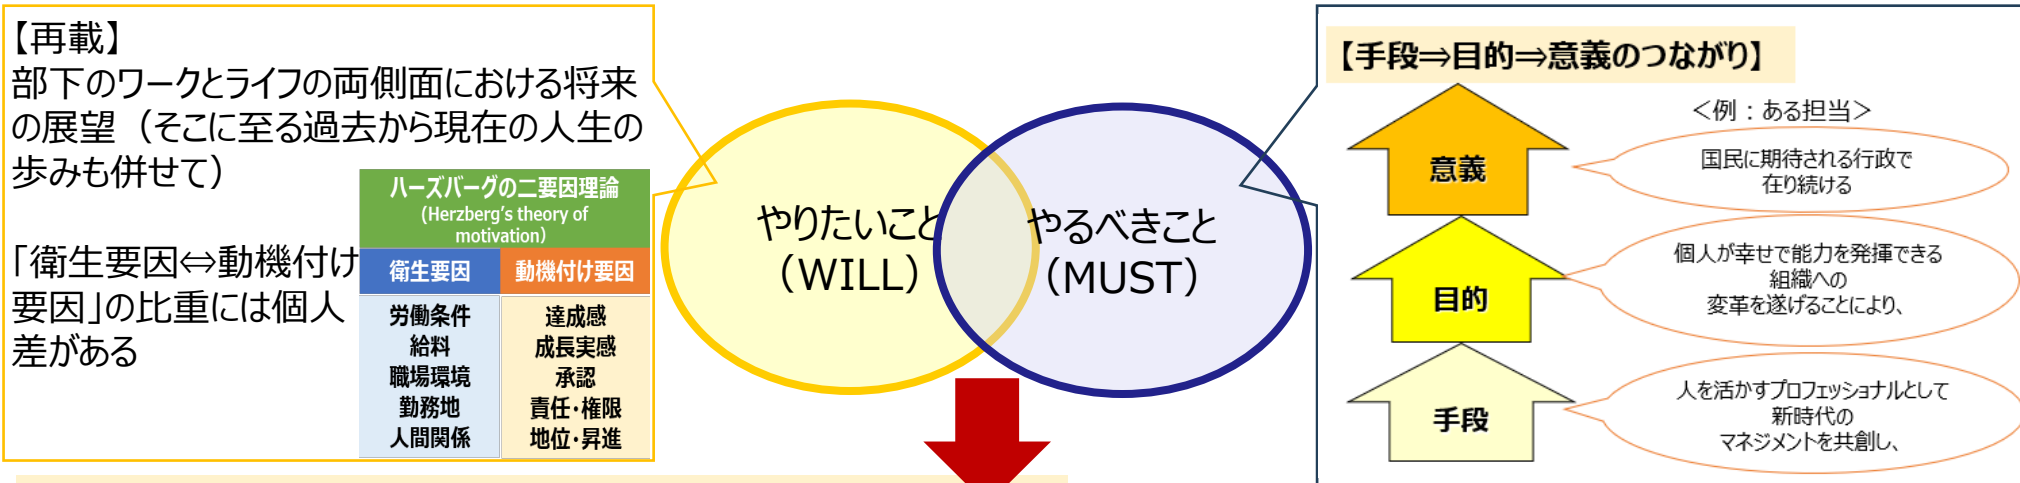 【再載】
部下のワークとライフの両側面における将来
の展望（そこに至る過去から現在の人生の
歩みも併せて）
「衛生要因⇔動機付け
要因」の比重には個人
差がある
ハーズバーグの二要因理論
(Herzberg's theory of
motivation)
衛生要因
動機付け要因
労働条件
給料
職場環境
勤務地
人間関係
達成感
成長実感
承認
責任・権限
地位・昇進
やりたいこと
（WILL）
やるべきこと
（MUST）
【手段⇒目的⇒意義のつながり】
＜例：ある担当＞
意義
国民に期待される行政で
在り続ける
目的
個人が幸せで能力を発揮できる
組織への
変革を遂げることにより、
手段
人を活かすプロフェッショナルとして
新時代の
マネジメントを共創し、